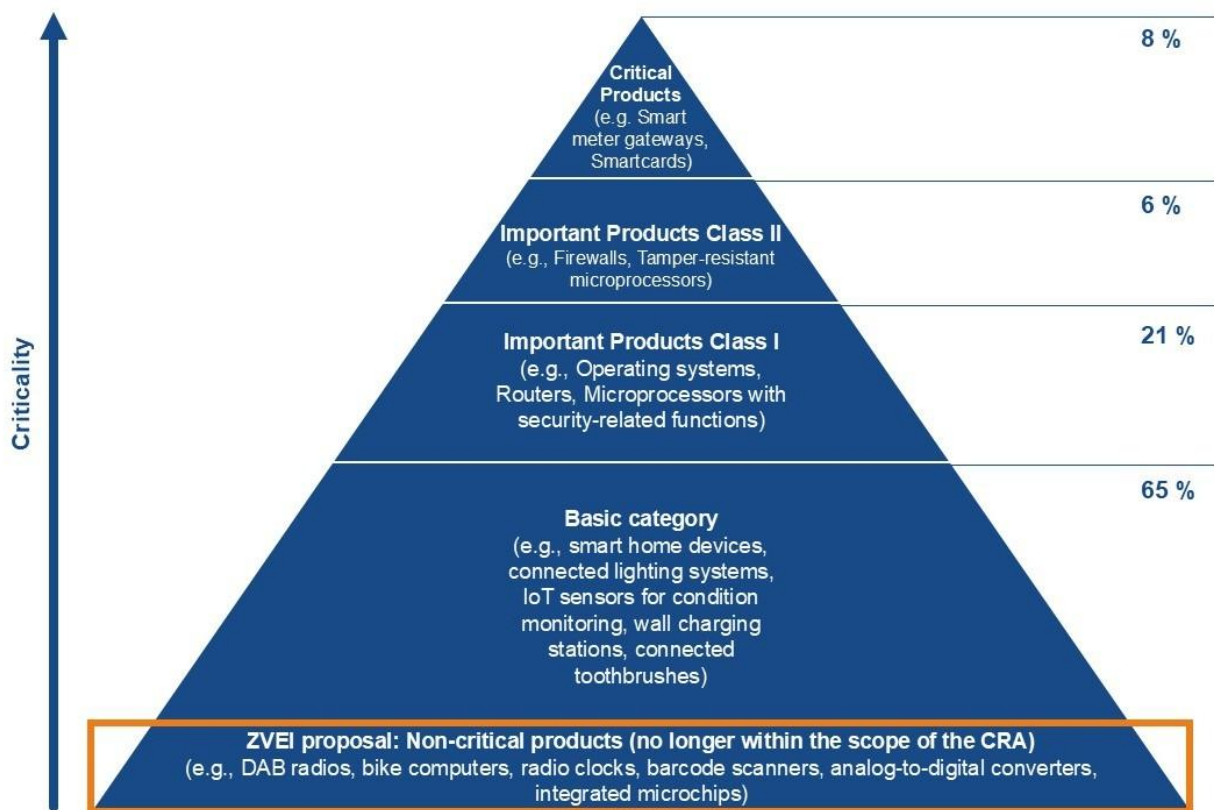 8 %
Critical
Products
(e.g. Smart
meter gateways,
Smartcards)
6 %
Important Products Class II
(e.g., Firewalls, Tamper-resistant
microprocessors)
21 %
Important Products Class I
(e.g., Operating systems,
Routers, Microprocessors with
security-related functions)
Criticality
65 %
Basic category
(e.g., smart home devices,
connected lighting systems,
IoT sensors for condition
monitoring, wall charging
stations, connected
toothbrushes)
ZVEI proposal: Non-critical products (no longer within the scope of the CRA)
(e.g., DAB radios, bike computers, radio clocks, barcode scanners, analog-to-digital converters,
integrated microchips)